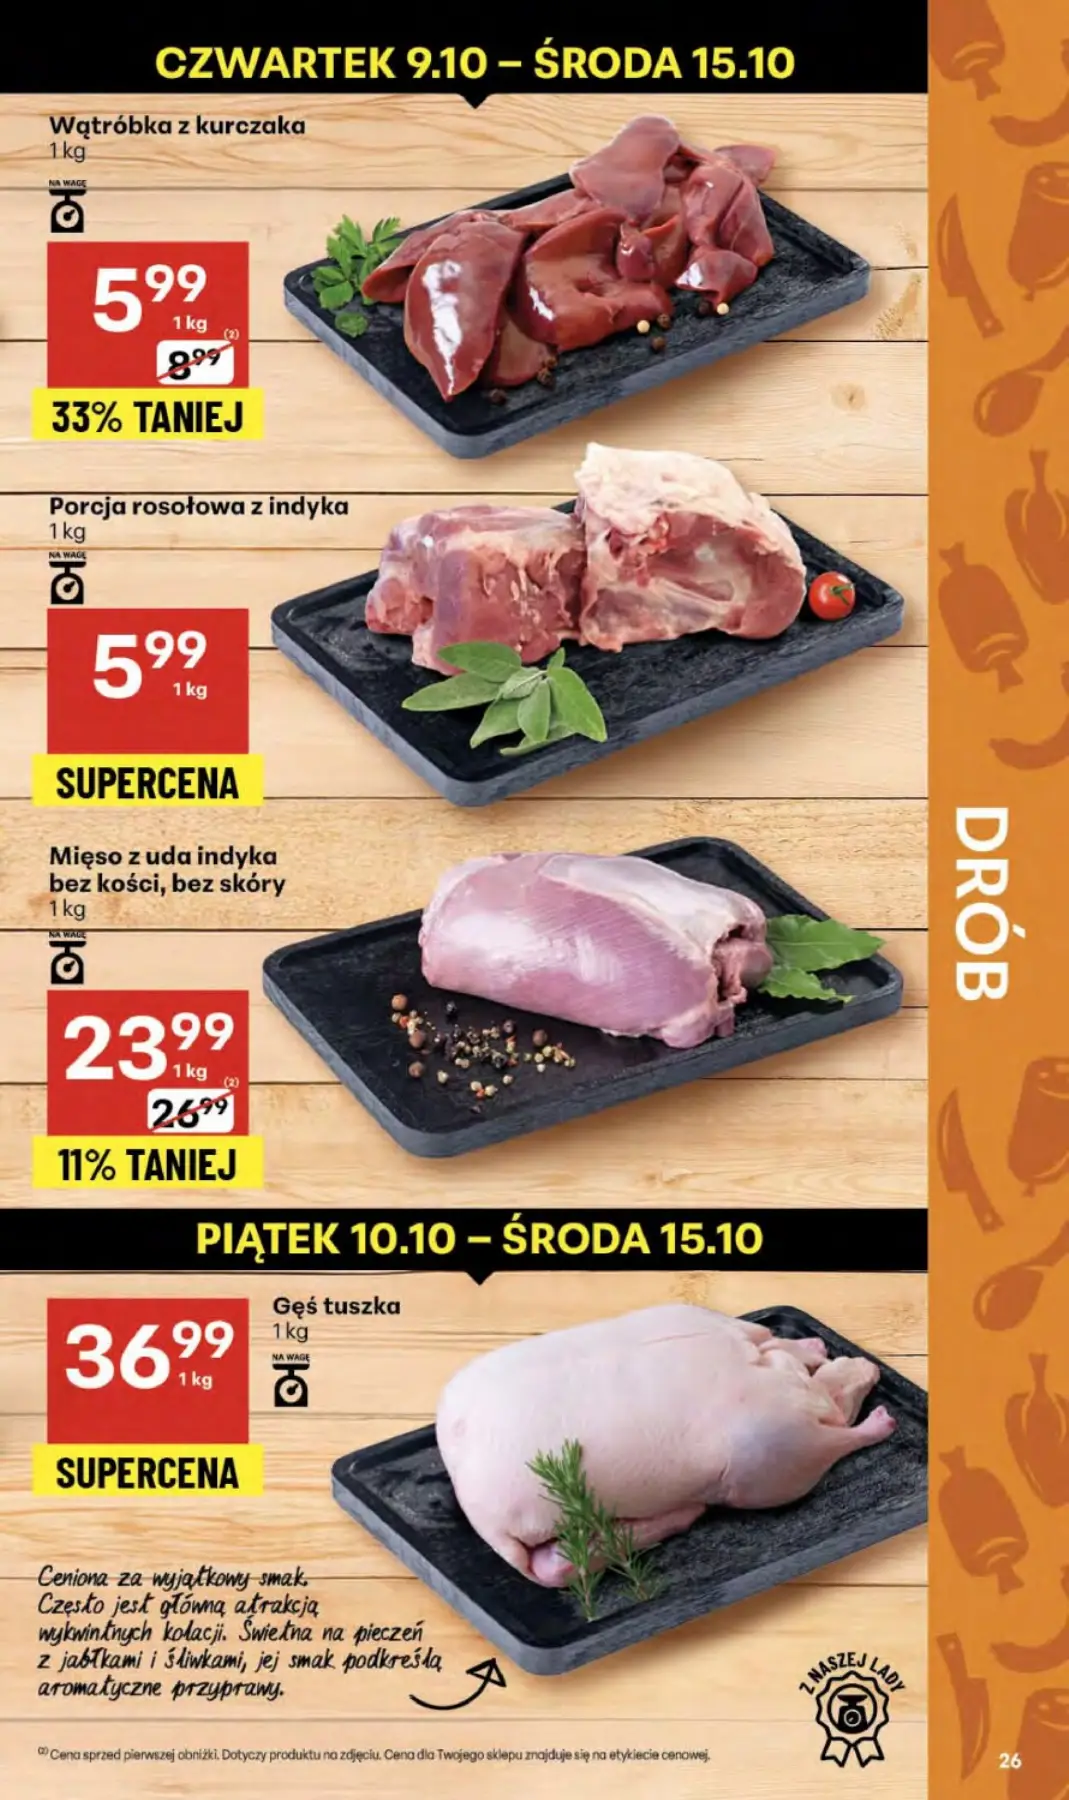 CZWARTEK 9.10 – ŚRODA 15.10
Wątróbka z kurczaka
1 kg
NA WAGĘ
5 99
1 kg
(2)
8 99
33% TANIEJ
Porcja rosołowa z indyka
1 kg
NA WAGĘ
5 99
1 kg
SUPERCENA
Mięso z uda indyka
bez kości, bez skóry
1 kg
NA WAGĘ
23 99
1 kg
(2)
26 99
11% TANIEJ
DRÓB
PIĄTEK 10.10 – ŚRODA 15.10
36 99
1 kg
SUPERCENA
Gęś tuszka
1 kg
NA WAGĘ
Ceniona za wyjątkowy smak.
Często jest główną atrakcją
wykwintnych kolacji. Świetna na pieczeń
z jabłkami i śliwkami, jej smak podkreślą
aromatyczne przyprawy.
Z NASZEJ LADY
(2) Cena sprzed pierwszej obniżki. Dotyczy produktu na zdjęciu. Cena dla Twojego sklepu znajduje się na etykiecie cenowej.
26